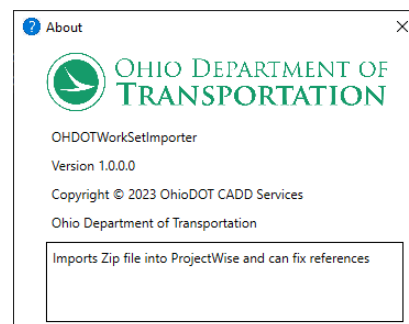 About
OHIO DEPARTMENT OF
TRANSPORTATION
OHDOTWorkSetImporter
Version 1.0.0.0
Copyright © 2023 OhioDOT CADD Services
Ohio Department of Transportation
Imports Zip file into ProjectWise and can fix references